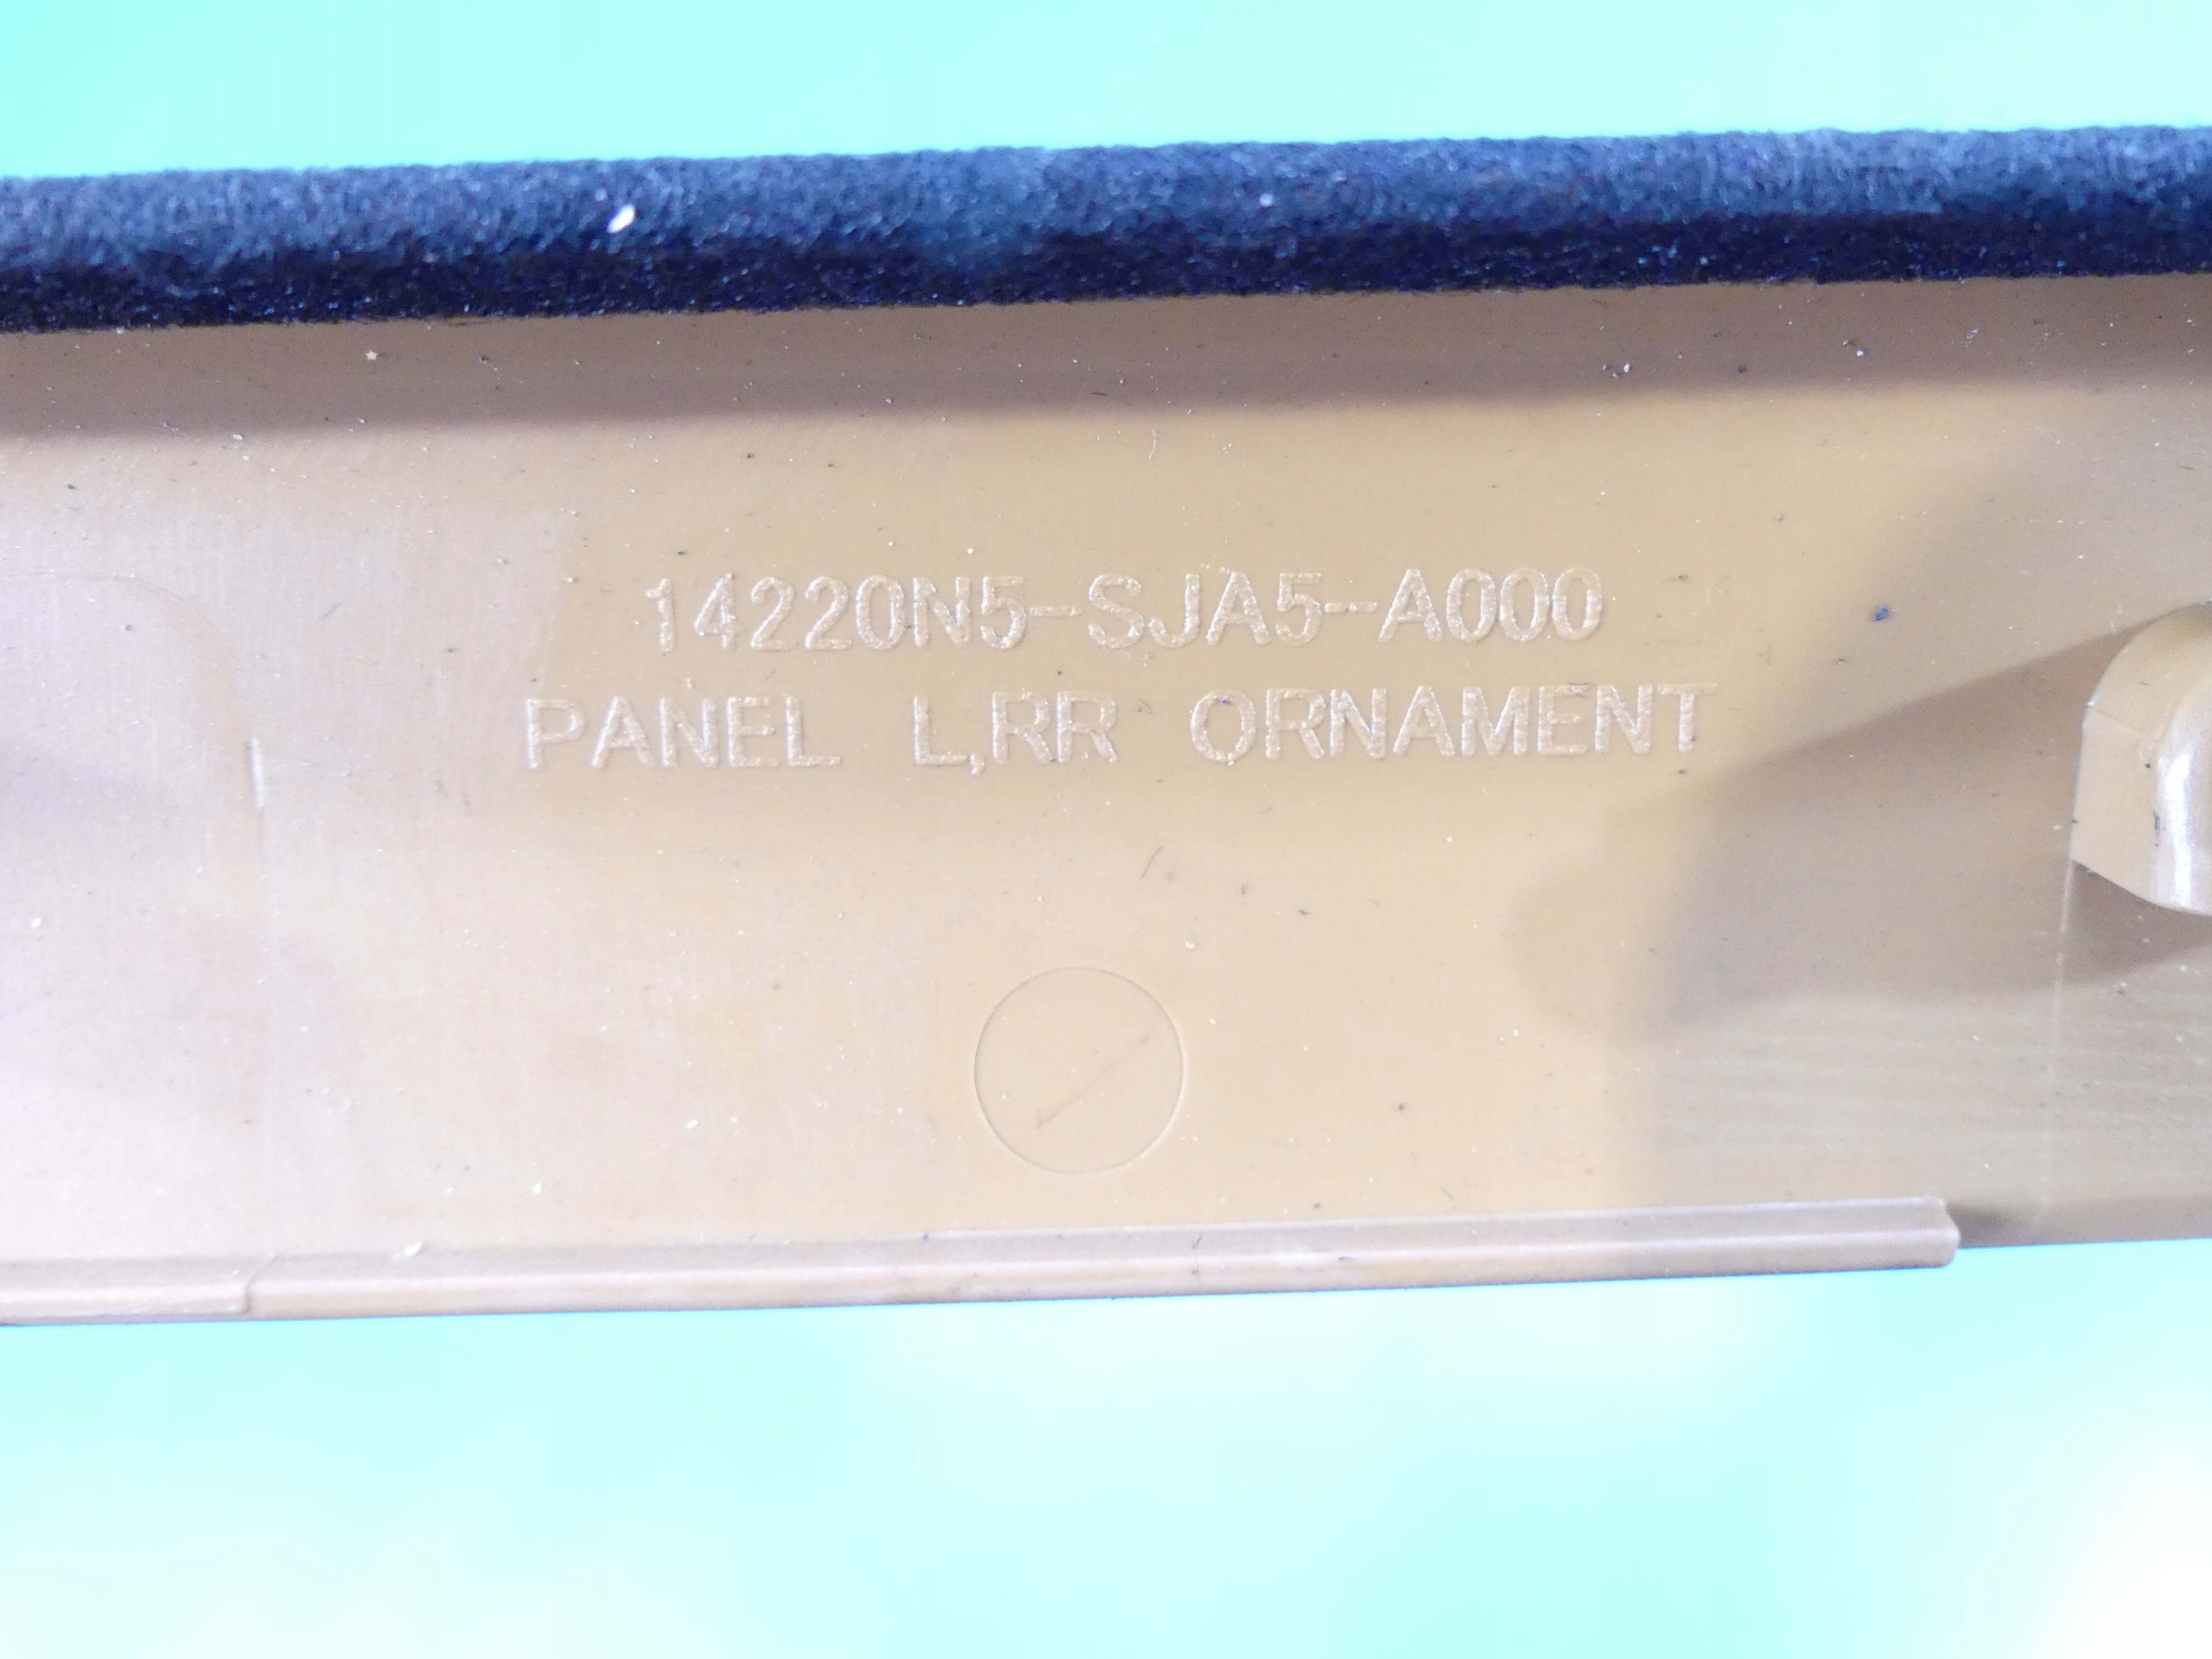 14220N5-SJA5-A000
PANEL L,RR ORNAMENT